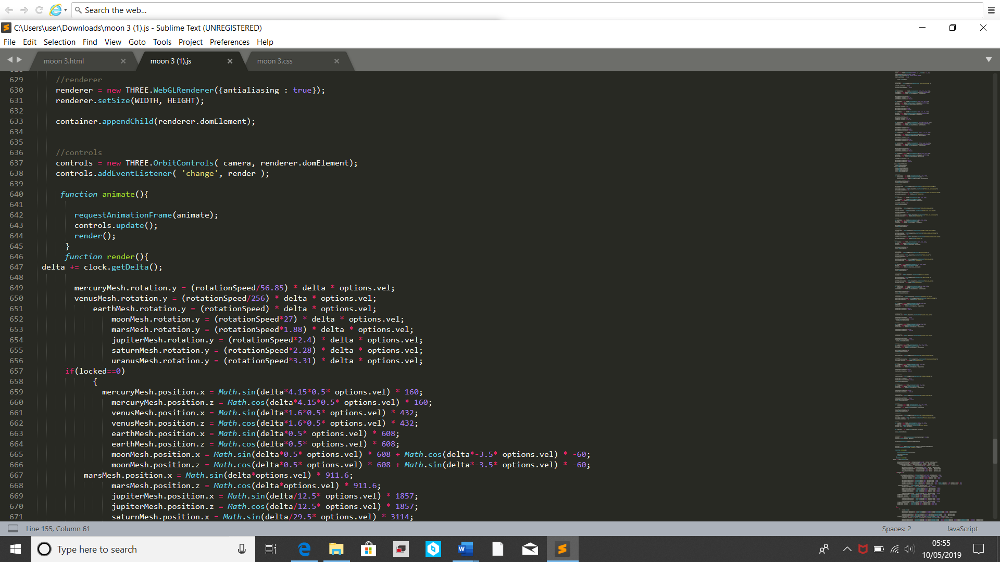 Search the web...
C:\Users\user\Downloads\moon 3 (1).js - Sublime Text (UNREGISTERED)
File Edit Selection Find View Goto Tools Project Preferences Help
moon 3.html moon 3 (1).js moon 3.css
629 //renderer
630 renderer = new THREE.WebGLRenderer({antialiasing : true});
631 renderer.setSize(WIDTH, HEIGHT);
632
633 container.appendChild(renderer.domElement);
634
635
636 //controls
637 controls = new THREE.OrbitControls( camera, renderer.domElement);
638 controls.addEventListener( 'change', render );
639
640 function animate(){
641
642 requestAnimationFrame(animate);
643 controls.update();
644 render();
645 }
646 function render(){
647 delta += clock.getDelta();
648
649 mercuryMesh.rotation.y = (rotationSpeed/56.85) * delta * options.vel;
650 venusMesh.rotation.y = (rotationSpeed/256) * delta * options.vel;
651 earthMesh.rotation.y = (rotationSpeed) * delta * options.vel;
652 moonMesh.rotation.y = (rotationSpeed*27) * delta * options.vel;
653 marsMesh.rotation.y = (rotationSpeed*1.88) * delta * options.vel;
654 jupiterMesh.rotation.y = (rotationSpeed*2.4) * delta * options.vel;
655 saturnMesh.rotation.y = (rotationSpeed*2.28) * delta * options.vel;
656 uranusMesh.rotation.y = (rotationSpeed*3.31) * delta * options.vel;
657 if(locked==0)
658 {
659 mercuryMesh.position.x = Math.sin(delta*4.15*0.5* options.vel) * 160;
660 mercuryMesh.position.z = Math.cos(delta*4.15*0.5* options.vel) * 160;
661 venusMesh.position.x = Math.sin(delta*1.6*0.5* options.vel) * 432;
662 venusMesh.position.z = Math.cos(delta*1.6*0.5* options.vel) * 432;
663 earthMesh.position.x = Math.sin(delta*0.5* options.vel) * 608;
664 earthMesh.position.z = Math.cos(delta*0.5* options.vel) * 608;
665 moonMesh.position.x = Math.sin(delta*0.5* options.vel) * 608 + Math.cos(delta*-3.5* options.vel) * -60;
666 moonMesh.position.z = Math.cos(delta*0.5* options.vel) * 608 + Math.sin(delta*-3.5* options.vel) * -60;
667 marsMesh.position.x = Math.sin(delta*options.vel) * 911.6;
668 marsMesh.position.z = Math.cos(delta*options.vel) * 911.6;
669 jupiterMesh.position.x = Math.sin(delta/12.5* options.vel) * 1857;
670 jupiterMesh.position.z = Math.cos(delta/12.5* options.vel) * 1857;
671 saturnMesh.position.x = Math.sin(delta/29.5* options.vel) * 3114;
Line 155, Column 61 Spaces: 2 JavaScript
Type here to search
05:55
10/05/2019